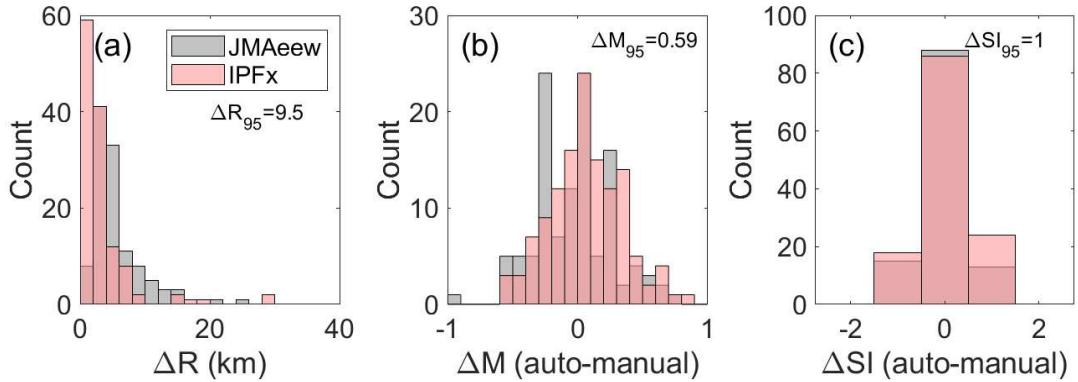 (a)
JMAeew
IPFx
ΔR95=9.5
Count
60
40
20
0
0 20 40
ΔR (km)
(b)
ΔM95=0.59
Count
30
20
10
0
-1 0 1
ΔM (auto-manual)
(c)
ΔSI95=1
Count
100
80
60
40
20
0
-2 0 2
ΔSI (auto-manual)